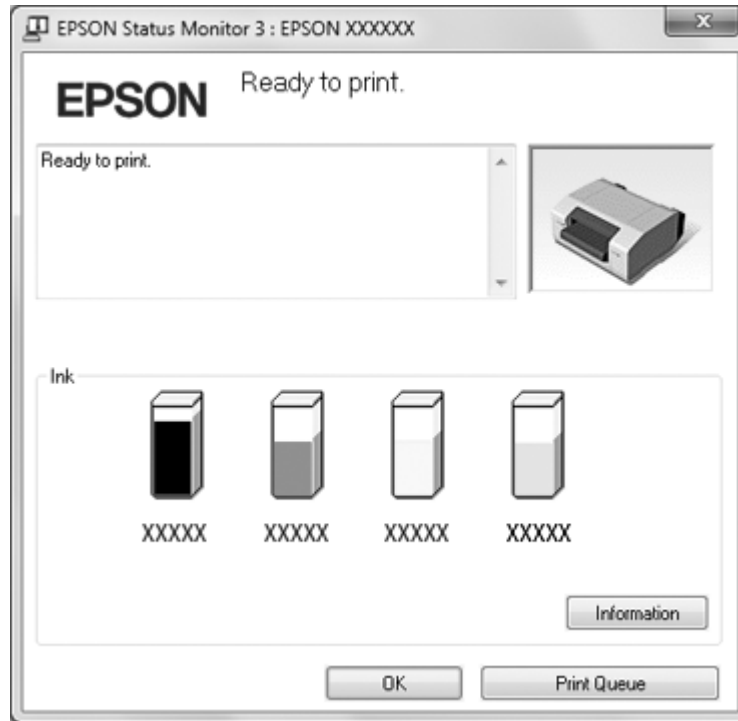 EPSON Status Monitor 3 : EPSON XXXXXX
EPSON
Ready to print.
Ready to print.
Ink
XXXXX XXXXX XXXXX XXXXX
Information
OK Print Queue